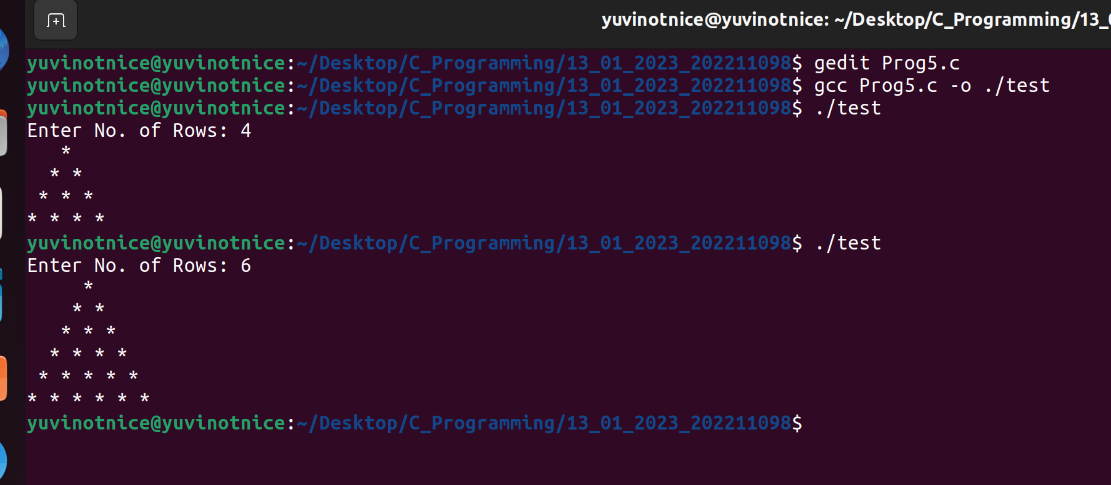 yuvinotnice@yuvinotnice: ~/Desktop/C_Programming/13_
yuvinotnice@yuvinotnice:~/Desktop/C_Programming/13_01_2023_202211098$ gedit Prog5.c
yuvinotnice@yuvinotnice:~/Desktop/C_Programming/13_01_2023_202211098$ gcc Prog5.c -o ./test
yuvinotnice@yuvinotnice:~/Desktop/C_Programming/13_01_2023_202211098$ ./test
Enter No. of Rows: 4
   *
  * *
 * * *
* * * *
yuvinotnice@yuvinotnice:~/Desktop/C_Programming/13_01_2023_202211098$ ./test
Enter No. of Rows: 6
     *
    * *
   * * *
  * * * *
 * * * * *
* * * * * *
yuvinotnice@yuvinotnice:~/Desktop/C_Programming/13_01_2023_202211098$